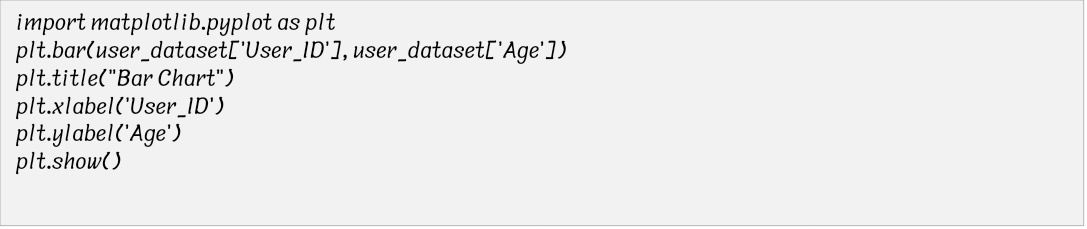 import matplotlib.pyplot as plt
plt.bar(user_dataset['User_ID'], user_dataset['Age'])
plt.title("Bar Chart")
plt.xlabel('User_ID')
plt.ylabel('Age')
plt.show()